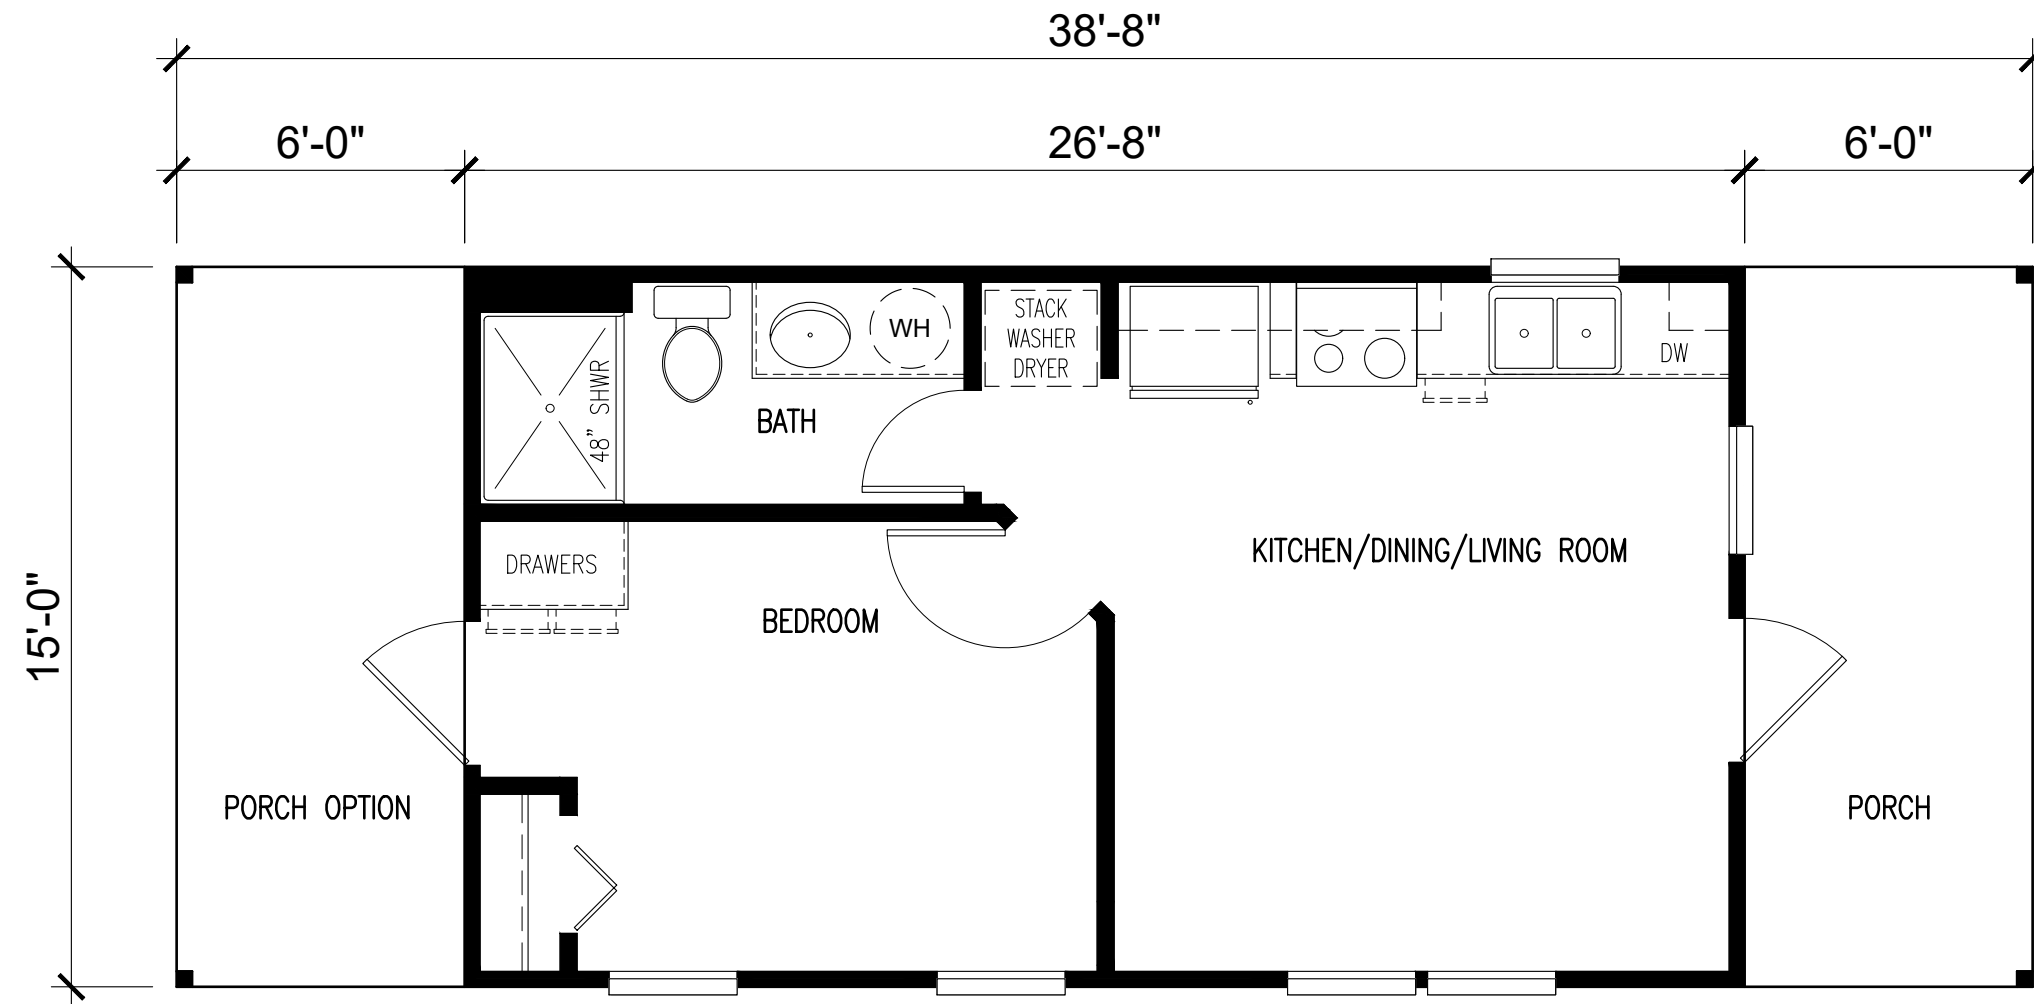 38'-8"
6'-0"
26'-8"
6'-0"
15'-0"
STACK
WASHER
DRYER
WH
DW
48" SHWR
BATH
DRAWERS
KITCHEN/DINING/LIVING ROOM
BEDROOM
PORCH OPTION
PORCH